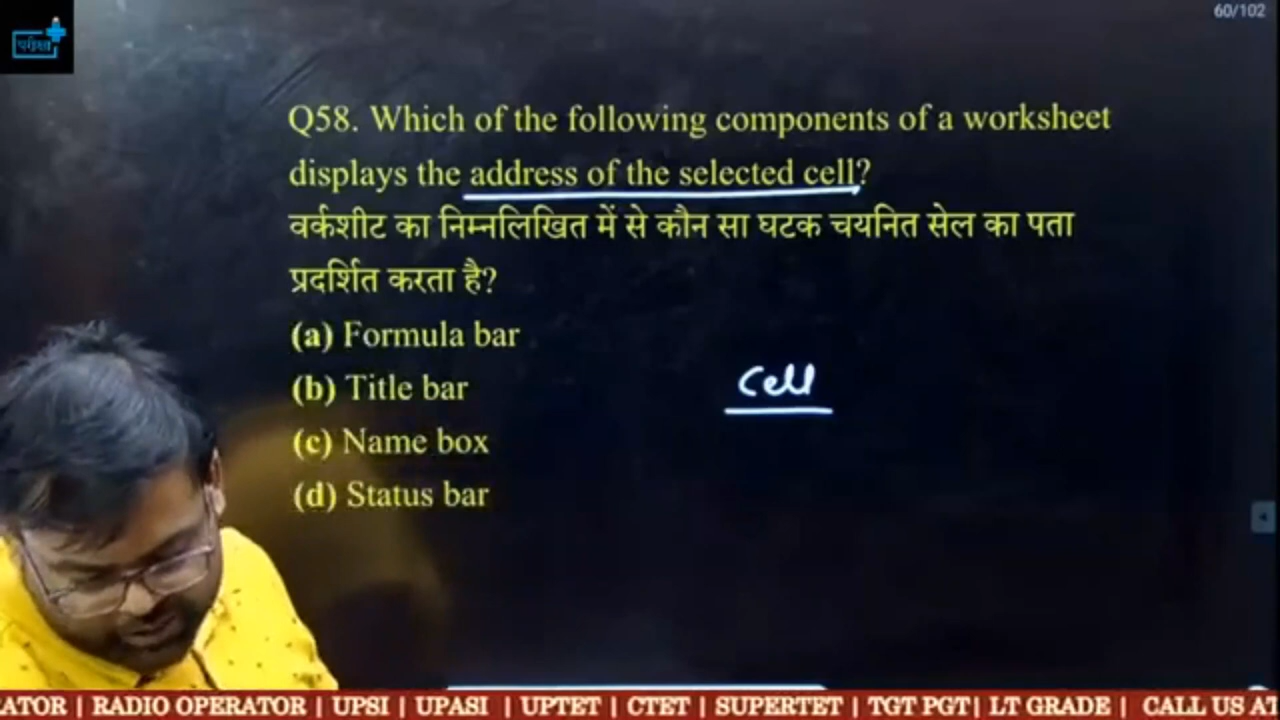 परीक्षा
60/102
Q58. Which of the following components of a worksheet
displays the address of the selected cell?
वर्कशीट का निम्नलिखित में से कौन सा घटक चयनित सेल का पता
प्रदर्शित करता है?
(a) Formula bar
(b) Title bar
Cell
(c) Name box
(d) Status bar
ATOR | RADIO OPERATOR | UPSI | UPASI | UPTET | CTET | SUPERTET | TGT PGT | LT GRADE | CALL US AT